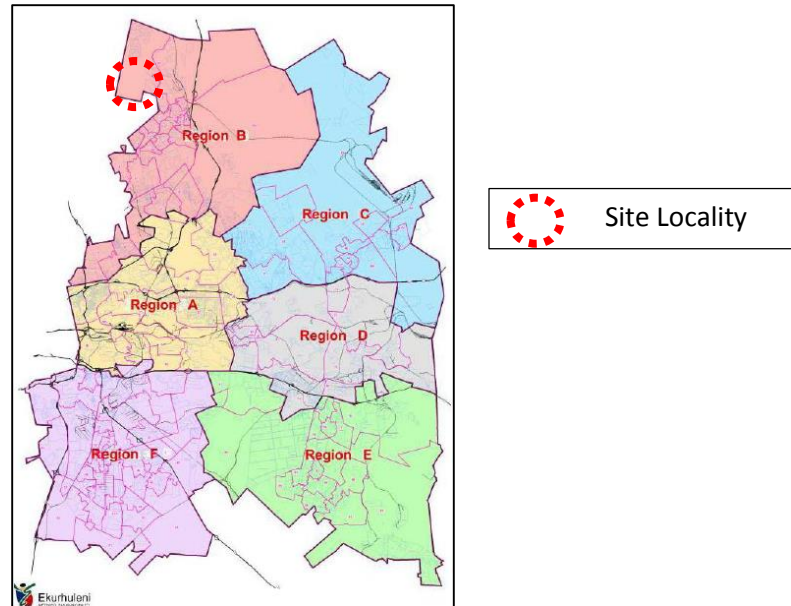 Region B
Region C
Site Locality
Region A
Region D
Region F
Region E
Ekurhuleni